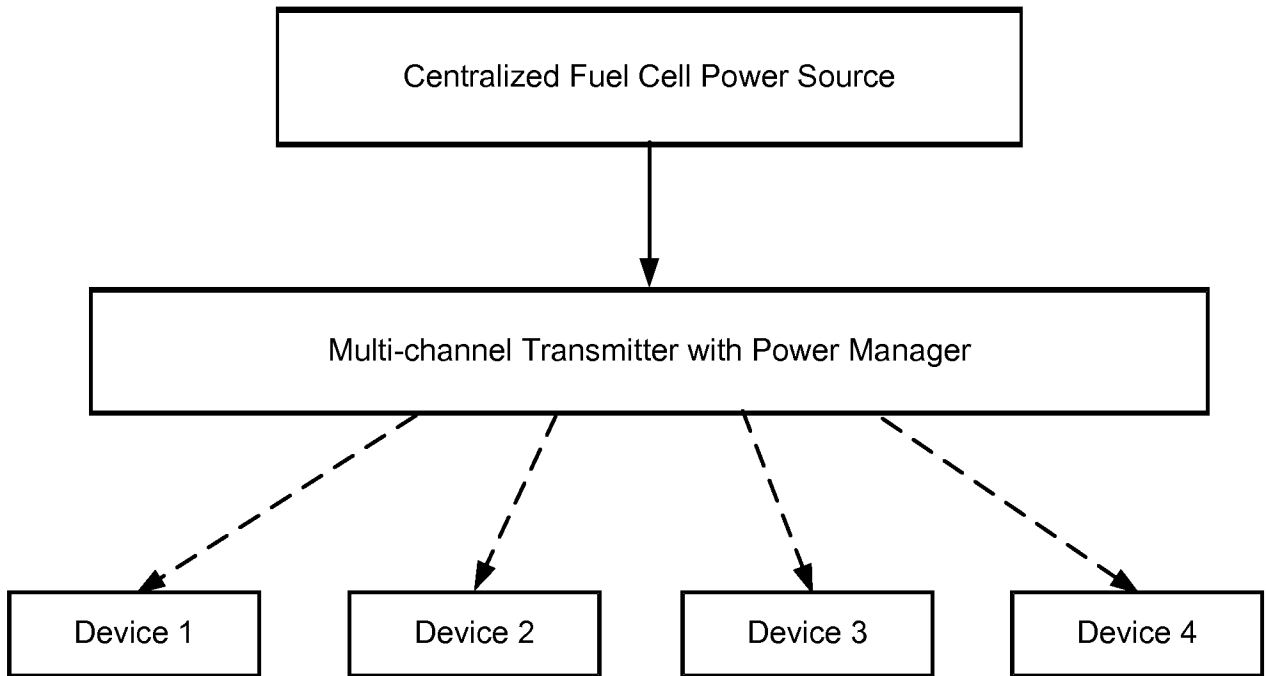 Centralized Fuel Cell Power Source
Multi-channel Transmitter with Power Manager
Device 1
Device 2
Device 3
Device 4